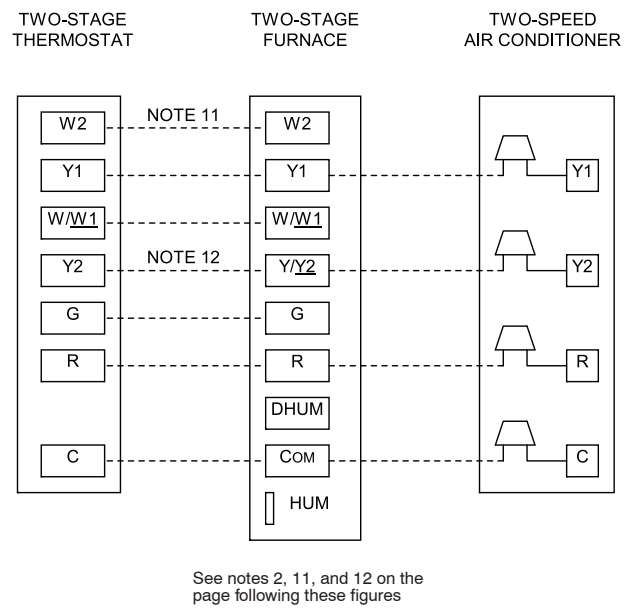 TWO-STAGE
THERMOSTAT
TWO-STAGE
FURNACE
TWO-SPEED
AIR CONDITIONER
W2
NOTE 11
W2
Y1
Y1
Y1
W/W1
W/W1
Y2
NOTE 12
Y/Y2
Y2
G
G
R
R
R
DHUM
C
COM
C
HUM
See notes 2, 11, and 12 on the
page following these figures